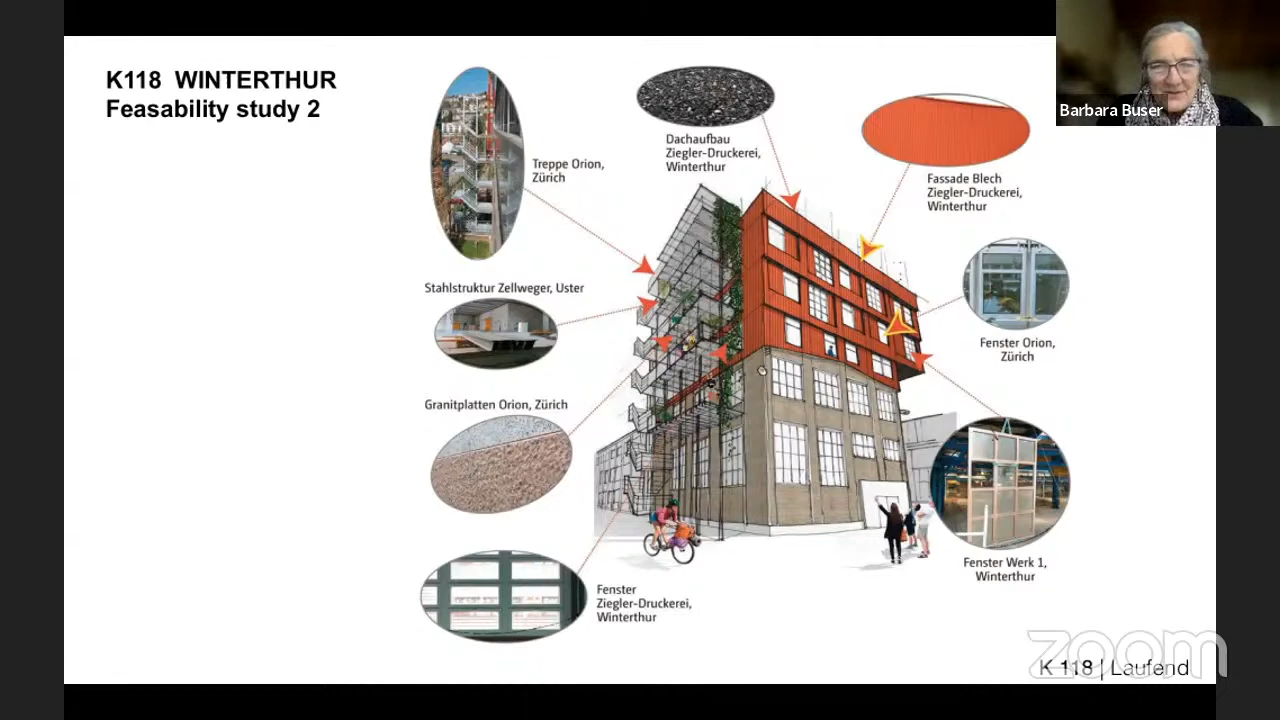 K118 WINTERTHUR
Feasability study 2
Treppe Orion,
Zürich
Dachaufbau
Ziegler-Druckerei,
Winterthur
Fassade Blech
Ziegler-Druckerei,
Winterthur
Barbara Buser
Stahlstruktur Zellweger, Uster
Fenster Orion,
Zürich
Granitplatten Orion, Zürich
Fenster Werk 1,
Winterthur
Fenster
Ziegler-Druckerei,
Winterthur
zoom
K 118 | Laufend